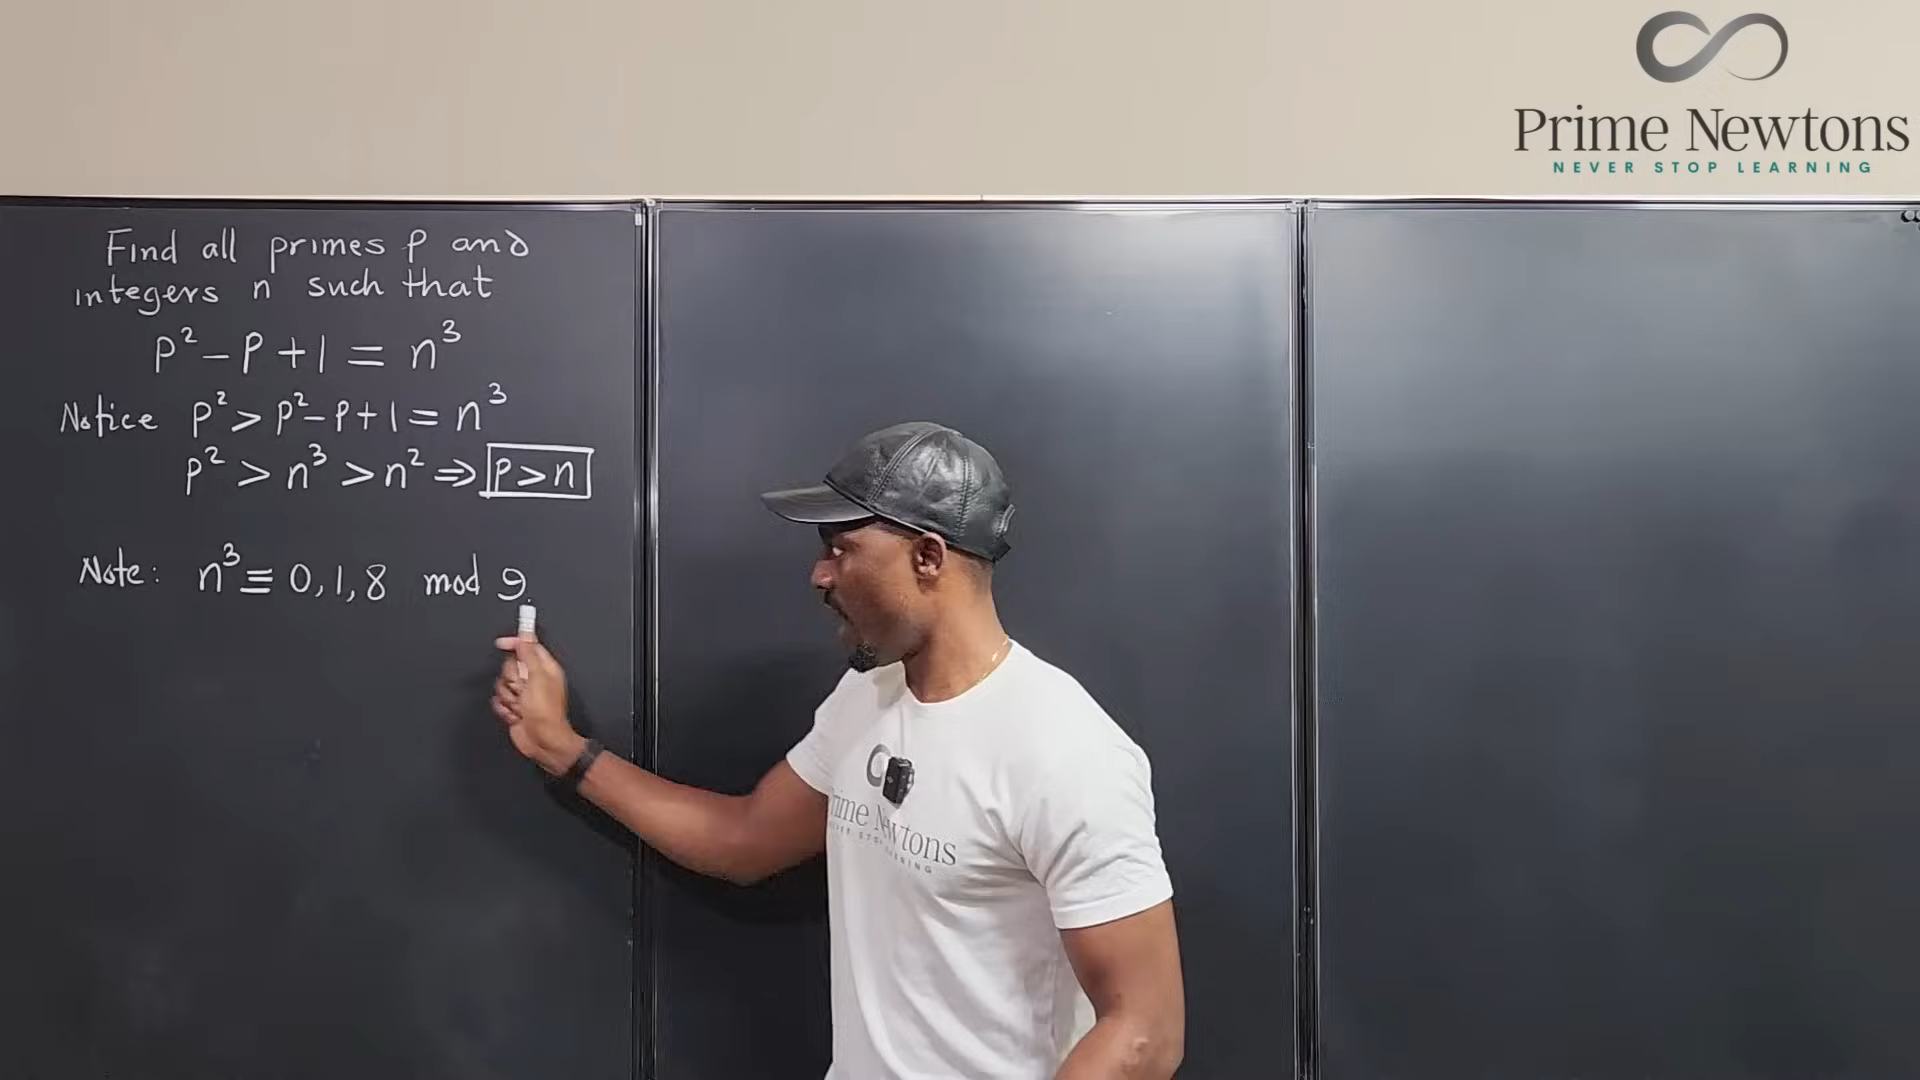 Prime Newtons
NEVER STOP LEARNING
Find all primes p and
integers n such that
p² - p + 1 = n³
Notice p² > p² - p + 1 = n³
p² > n³ > n² ⇒ p > n
Note: n³ ≡ 0, 1, 8 mod 9
Newtons